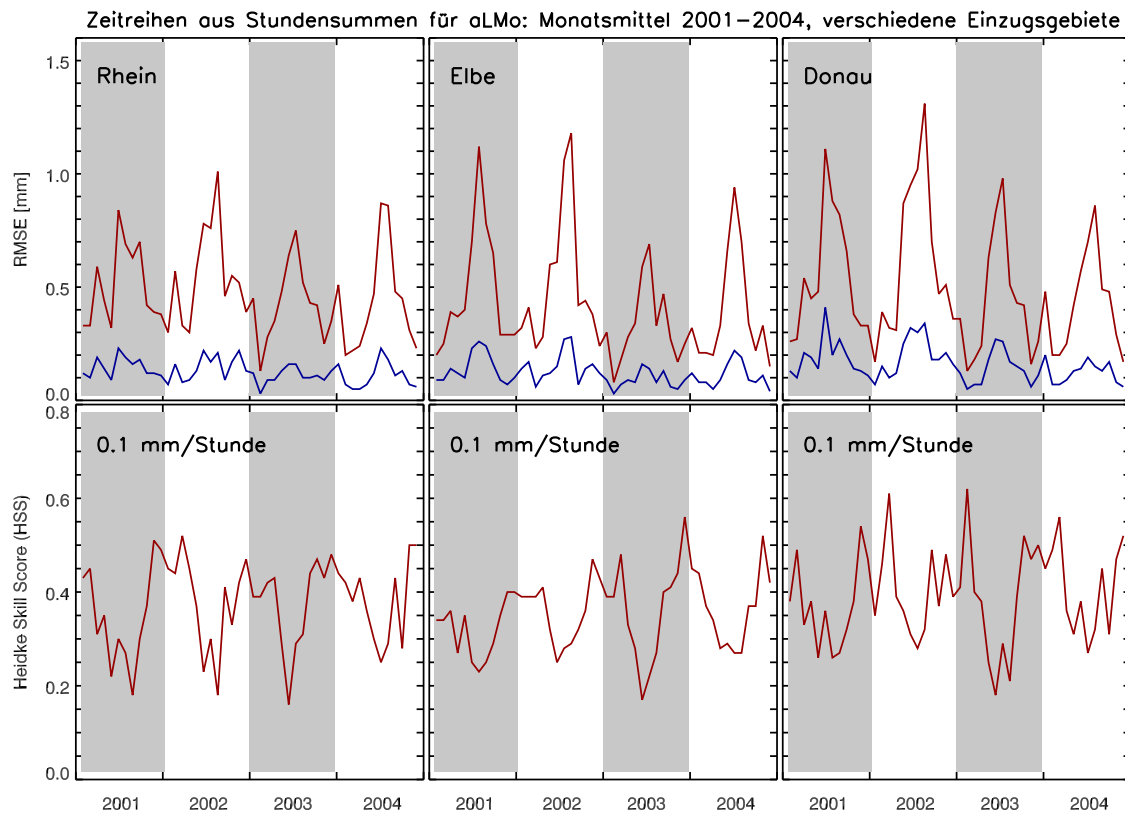 Zeitreihen aus Stundensummen für aLMo: Monatsmittel 2001–2004, verschiedene Einzugsgebiete
Rhein
Elbe
Donau
RMSE [mm]
1.5
1.0
0.5
0.0
0.1 mm/Stunde
0.1 mm/Stunde
0.1 mm/Stunde
Heidke Skill Score (HSS)
0.8
0.6
0.4
0.2
0.0
2001 2002 2003 2004
2001 2002 2003 2004
2001 2002 2003 2004